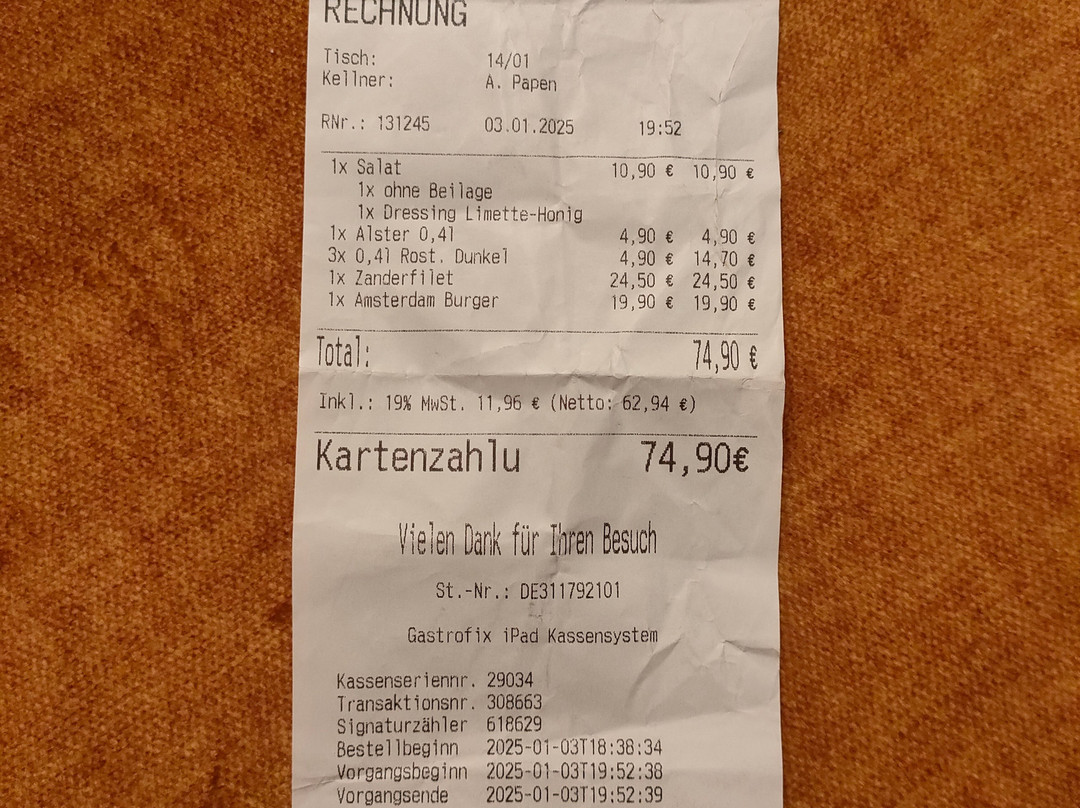 RECHNUNG
Tisch: 14/01
Kellner: A. Papen
RNr.: 131245 03.01.2025 19:52
1x Salat 10,90 € 10,90 €
1x ohne Beilage
1x Dressing Limette-Honig
1x Alster 0,4l 4,90 € 4,90 €
3x 0,4l Rost. Dunkel 4,90 € 14,70 €
1x Zanderfilet 24,50 € 24,50 €
1x Amsterdam Burger 19,90 € 19,90 €
Total: 74,90 €
Inkl.: 19% MwSt. 11,96 € (Netto: 62,94 €)
Kartenzahlu 74,90€
Vielen Dank für Ihren Besuch
St.-Nr.: DE311792101
Gastrofix iPad Kassensystem
Kassenseriennr. 29034
Transaktionsnr. 308663
Signaturzähler 618629
Bestellbeginn 2025-01-03T18:38:34
Vorgangsbeginn 2025-01-03T19:52:38
Vorgangsende 2025-01-03T19:52:39